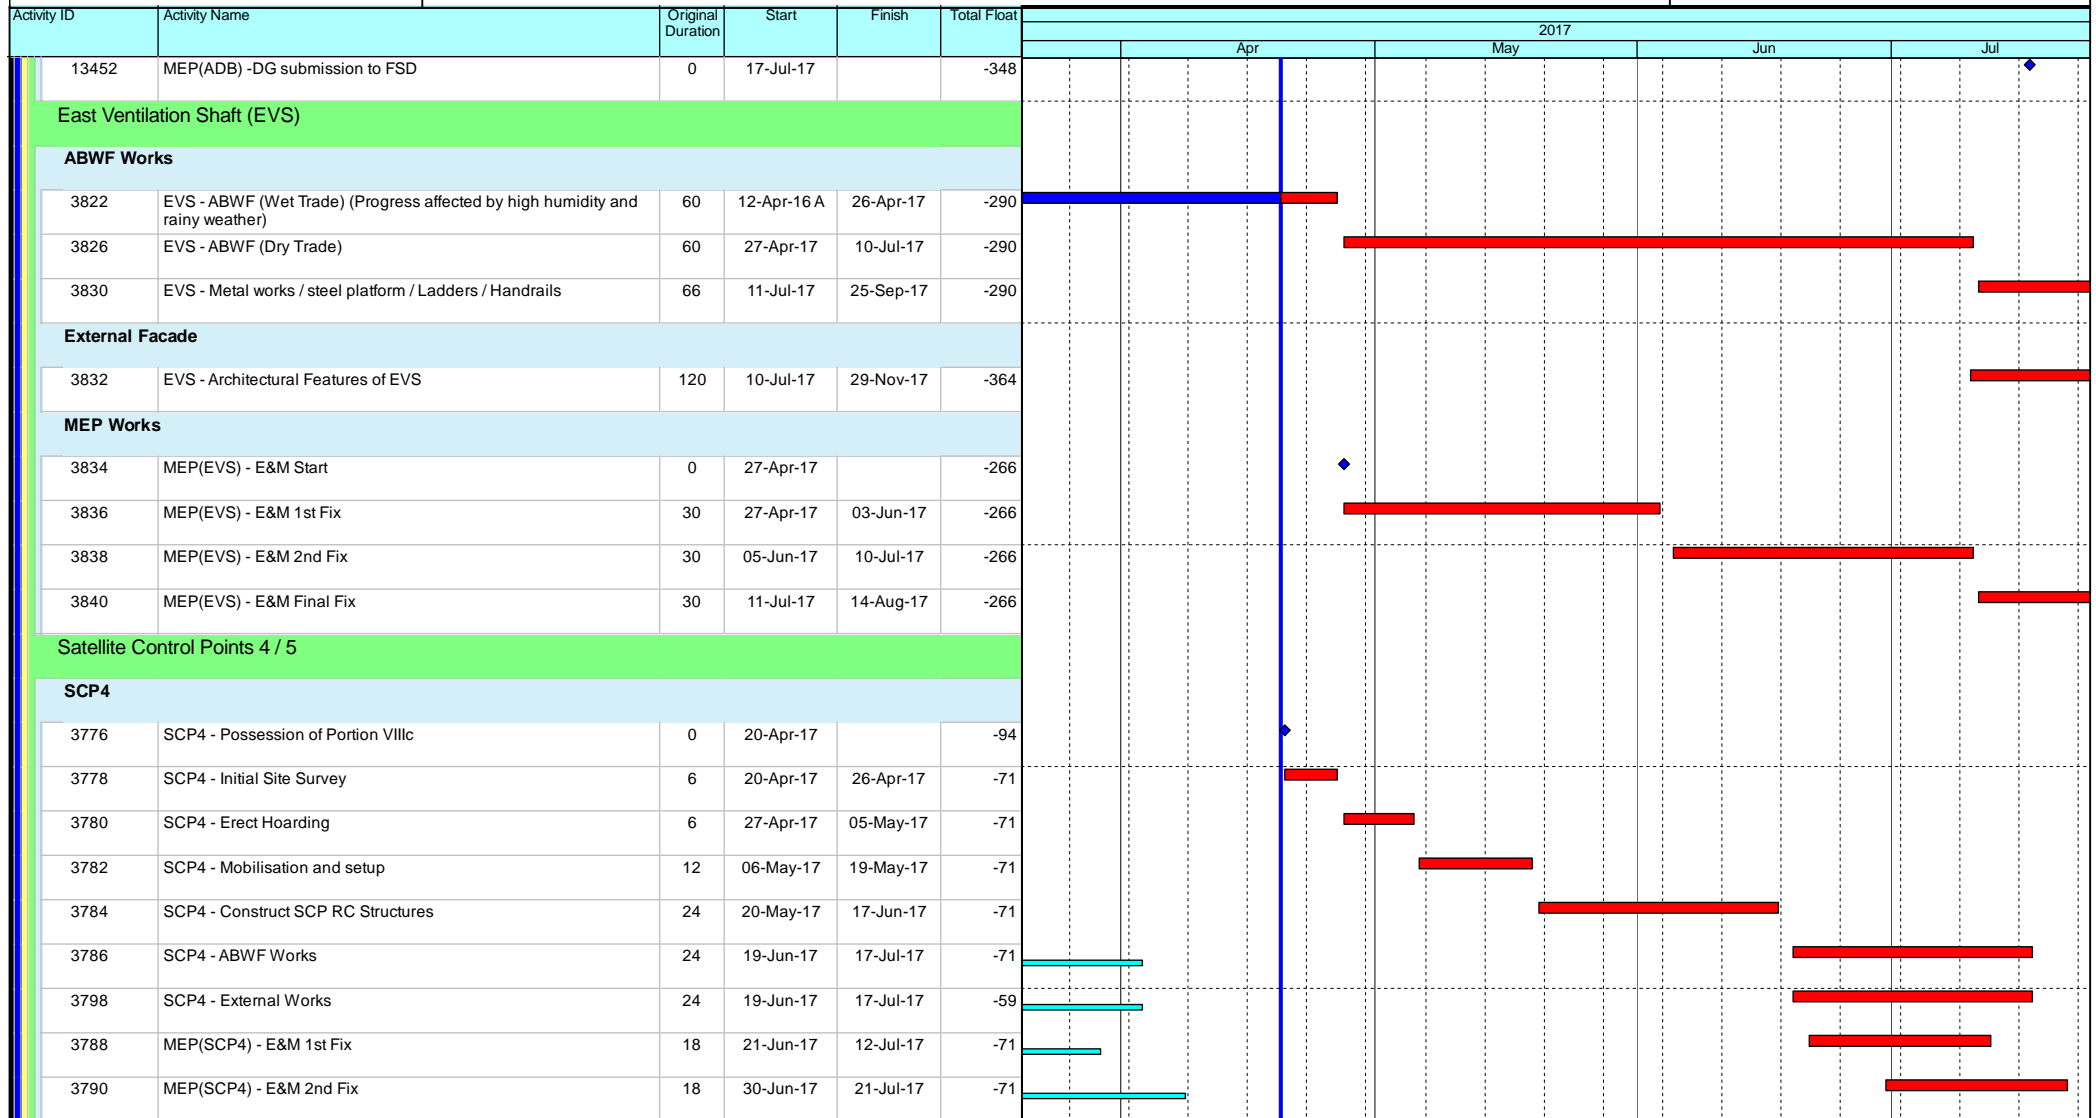 Activity ID Activity Name Original Duration Start Finish Total Float
2017
Apr May Jun Jul
13452 MEP(ADB) -DG submission to FSD 0 17-Jul-17 -348
East Ventilation Shaft (EVS)
ABWF Works
3822 EVS - ABWF (Wet Trade) (Progress affected by high humidity and 60 12-Apr-16 A 26-Apr-17 -290
rainy weather)
3826 EVS - ABWF (Dry Trade) 60 27-Apr-17 10-Jul-17 -290
3830 EVS - Metal works / steel platform / Ladders / Handrails 66 11-Jul-17 25-Sep-17 -290
External Facade
3832 EVS - Architectural Features of EVS 120 10-Jul-17 29-Nov-17 -364
MEP Works
3834 MEP(EVS) - E&M Start 0 27-Apr-17 -266
3836 MEP(EVS) - E&M 1st Fix 30 27-Apr-17 03-Jun-17 -266
3838 MEP(EVS) - E&M 2nd Fix 30 05-Jun-17 10-Jul-17 -266
3840 MEP(EVS) - E&M Final Fix 30 11-Jul-17 14-Aug-17 -266
Satellite Control Points 4 / 5
SCP4
3776 SCP4 - Possession of Portion VIIIc 0 20-Apr-17 -94
3778 SCP4 - Initial Site Survey 6 20-Apr-17 26-Apr-17 -71
3780 SCP4 - Erect Hoarding 6 27-Apr-17 05-May-17 -71
3782 SCP4 - Mobilisation and setup 12 06-May-17 19-May-17 -71
3784 SCP4 - Construct SCP RC Structures 24 20-May-17 17-Jun-17 -71
3786 SCP4 - ABWF Works 24 19-Jun-17 17-Jul-17 -71
3798 SCP4 - External Works 24 19-Jun-17 17-Jul-17 -59
3788 MEP(SCP4) - E&M 1st Fix 18 21-Jun-17 12-Jul-17 -71
3790 MEP(SCP4) - E&M 2nd Fix 18 30-Jun-17 21-Jul-17 -71